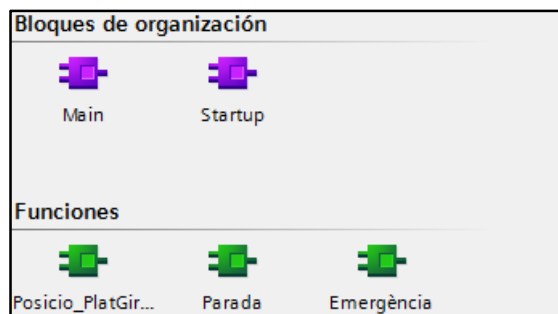 Bloques de organización
Main Startup
Funciones
Posicio_PlatGir... Parada Emergència